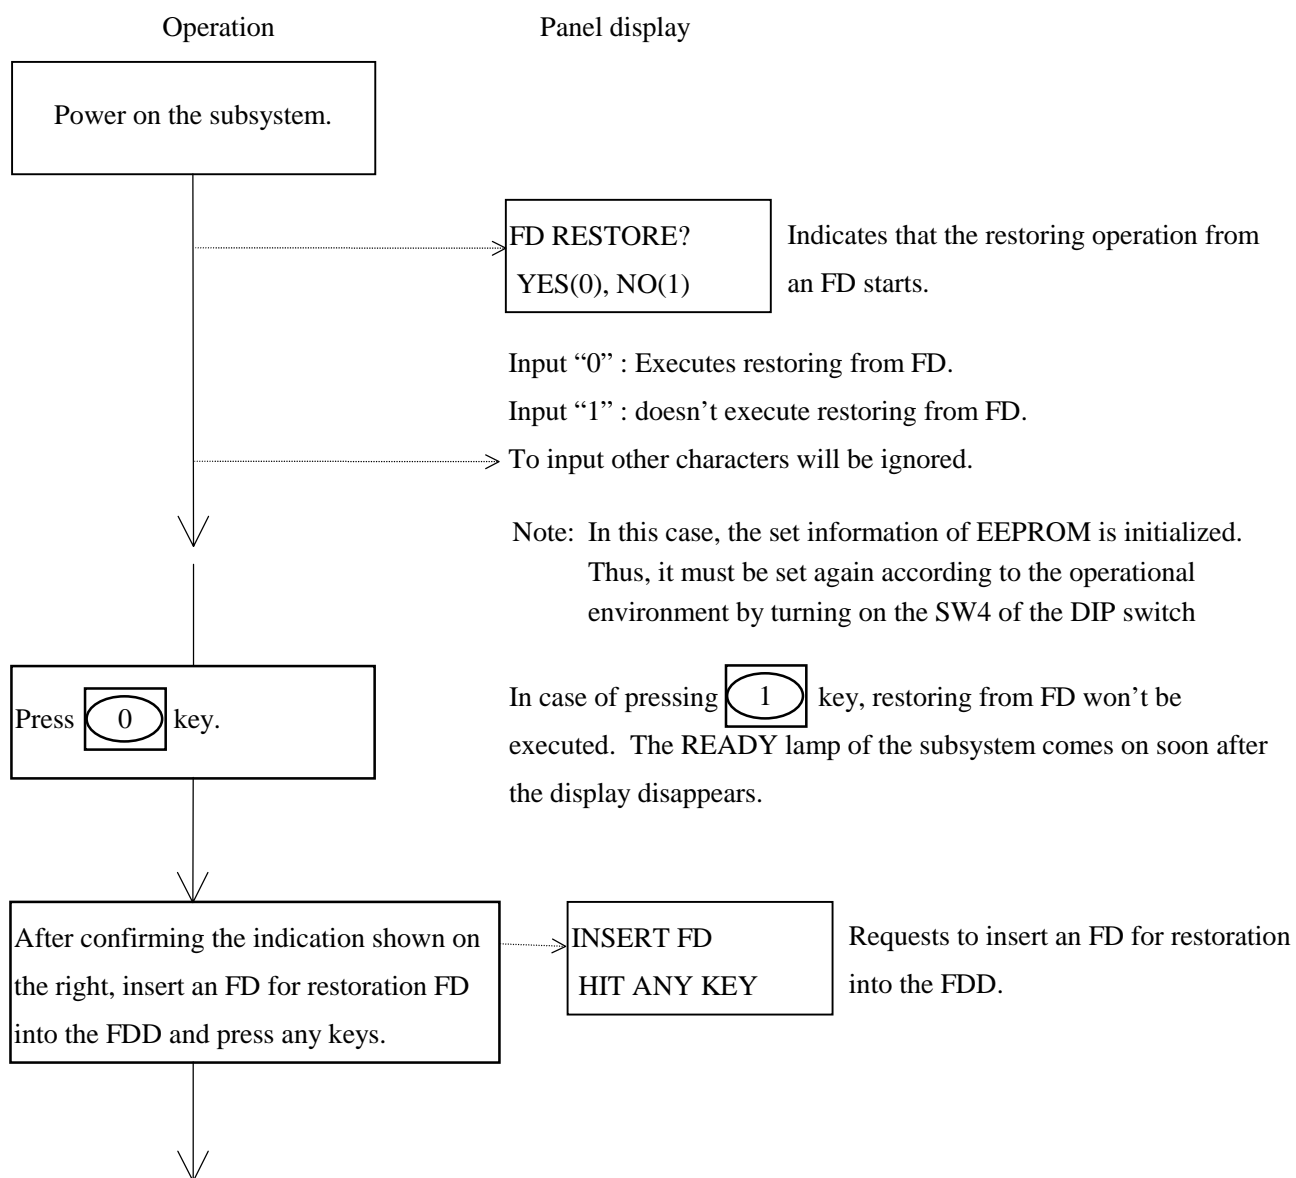 Operation Panel display
Power on the subsystem.
FD RESTORE?
YES(0), NO(1)
Indicates that the restoring operation from
an FD starts.
Input “0” : Executes restoring from FD.
Input “1” : doesn’t execute restoring from FD.
To input other characters will be ignored.
Note: In this case, the set information of EEPROM is initialized.
Thus, it must be set again according to the operational
environment by turning on the SW4 of the DIP switch
Press 0 key.
In case of pressing 1 key, restoring from FD won’t be
executed. The READY lamp of the subsystem comes on soon after
the display disappears.
After confirming the indication shown on
the right, insert an FD for restoration FD
into the FDD and press any keys.
INSERT FD
HIT ANY KEY
Requests to insert an FD for restoration
into the FDD.